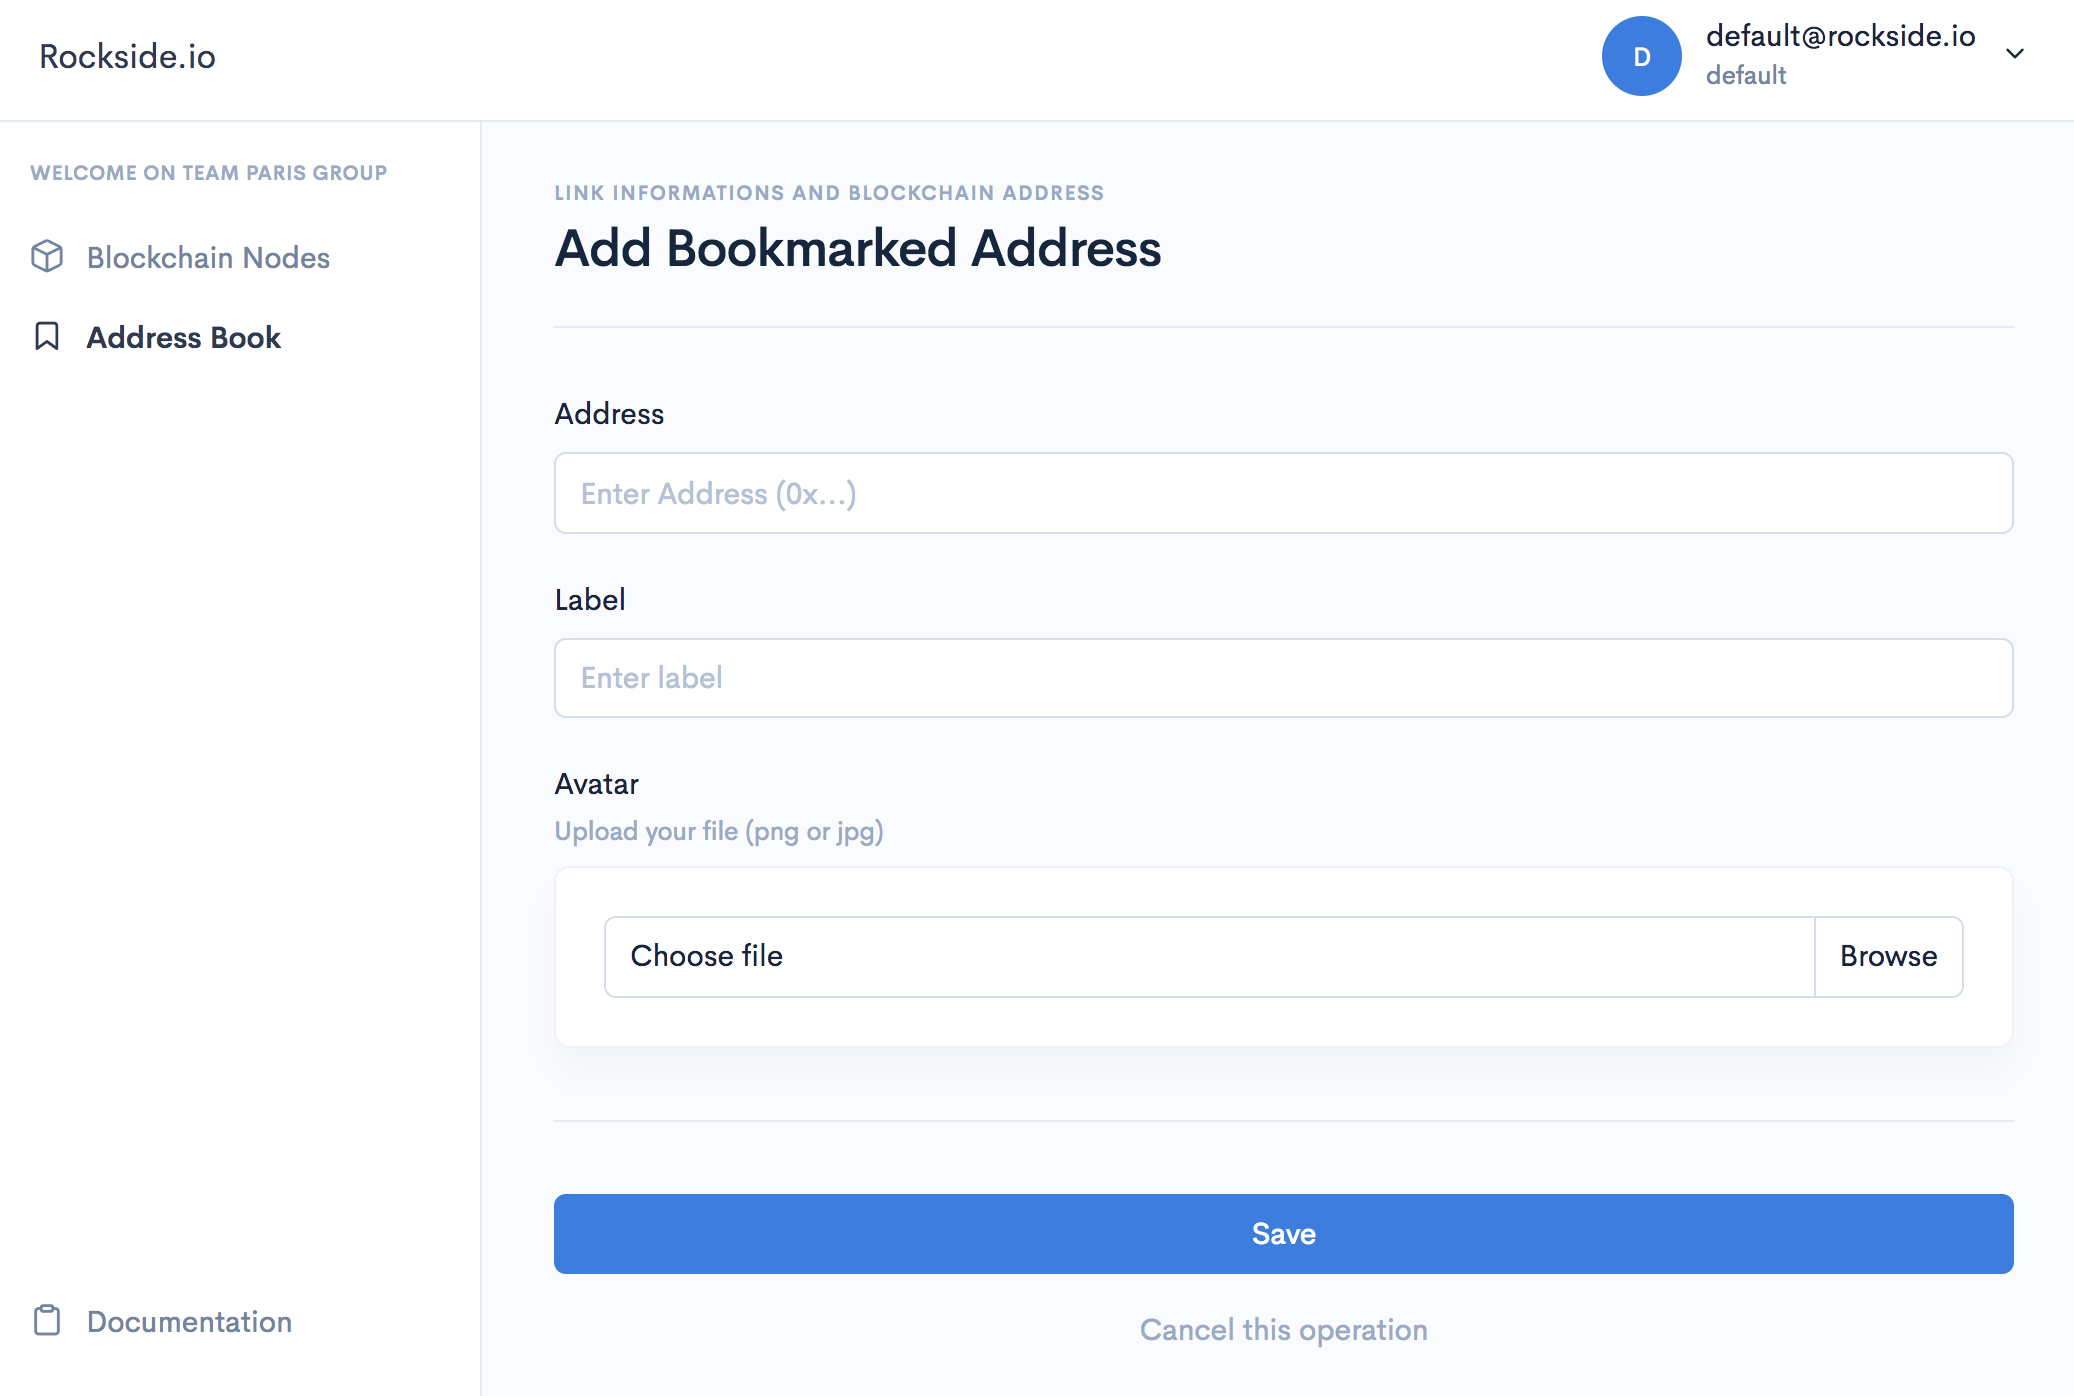 Rockside.io
D
default@rockside.io
default
WELCOME ON TEAM PARIS GROUP
Blockchain Nodes
Address Book
Documentation
LINK INFORMATIONS AND BLOCKCHAIN ADDRESS
Add Bookmarked Address
Address
Enter Address (0x...)
Label
Enter label
Avatar
Upload your file (png or jpg)
Choose file
Browse
Save
Cancel this operation